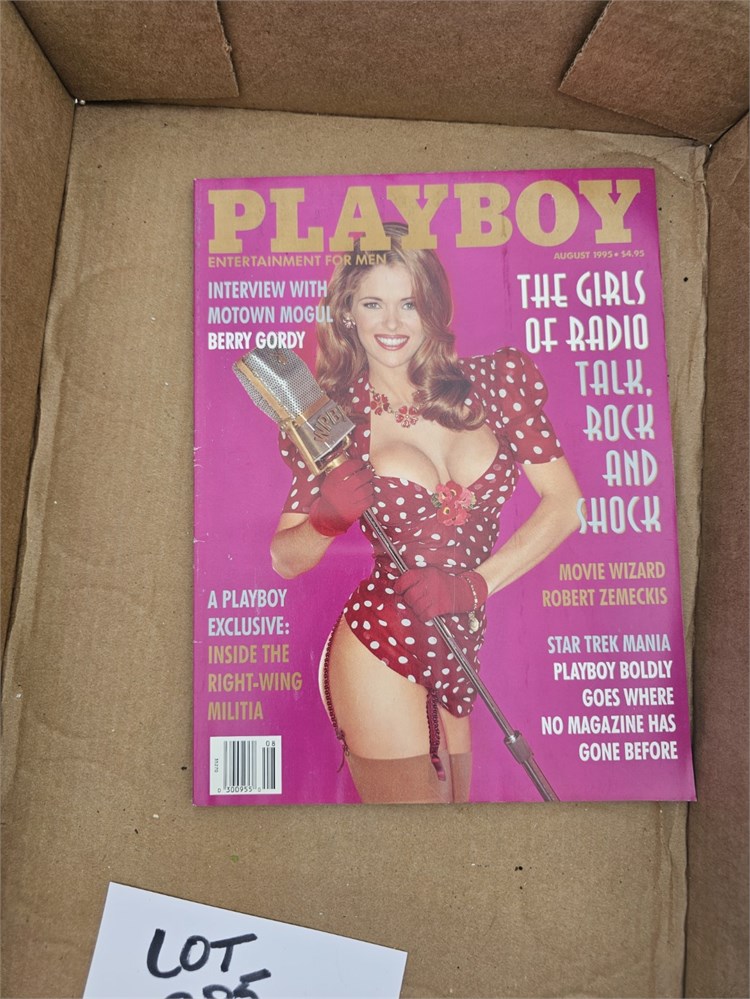 PLAYBOY
ENTERTAINMENT FOR MEN
AUGUST 1995 • $4.95
INTERVIEW WITH
MOTOWN MOGUL
BERRY GORDY
THE GIRLS
OF RADIO
TALK,
ROCK
AND
SHOCK
MOVIE WIZARD
ROBERT ZEMECKIS
A PLAYBOY
EXCLUSIVE:
INSIDE THE
RIGHT-WING
MILITIA
STAR TREK MANIA
PLAYBOY BOLDLY
GOES WHERE
NO MAGAZINE HAS
GONE BEFORE
08
LOT